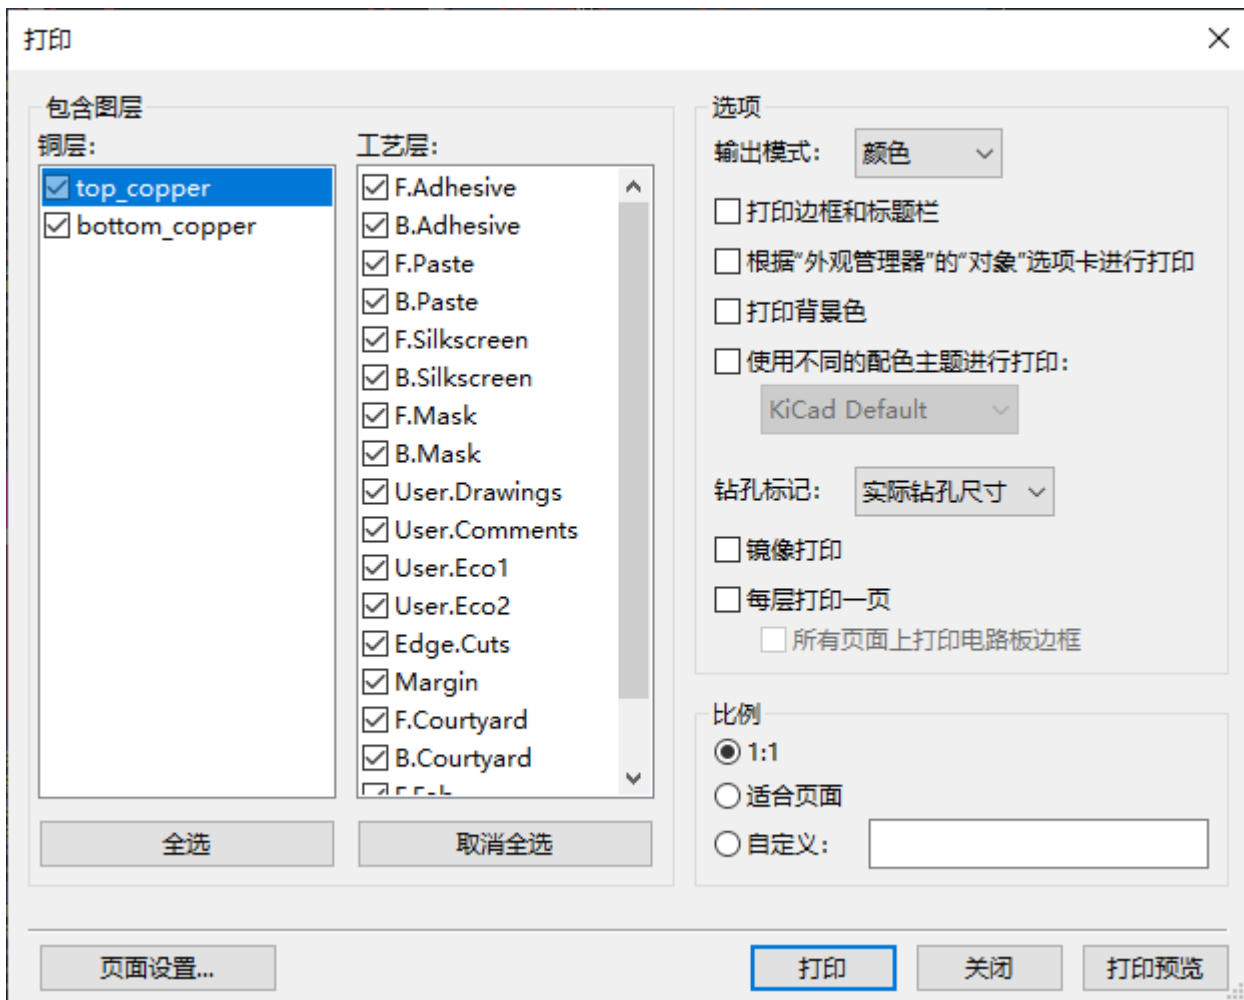 打印
包含图层
铜层:
top_copper
bottom_copper
工艺层:
F.Adhesive
B.Adhesive
F.Paste
B.Paste
F.Silkscreen
B.Silkscreen
F.Mask
B.Mask
User.Drawings
User.Comments
User.Eco1
User.Eco2
Edge.Cuts
Margin
F.Courtyard
B.Courtyard
F.Fab
全选
取消全选
选项
输出模式: 颜色
打印边框和标题栏
根据“外观管理器”的“对象”选项卡进行打印
打印背景色
使用不同的配色主题进行打印:
KiCad Default
钻孔标记: 实际钻孔尺寸
镜像打印
每层打印一页
所有页面上打印电路板边框
比例
1:1
适合页面
自定义:
页面设置...
打印
关闭
打印预览